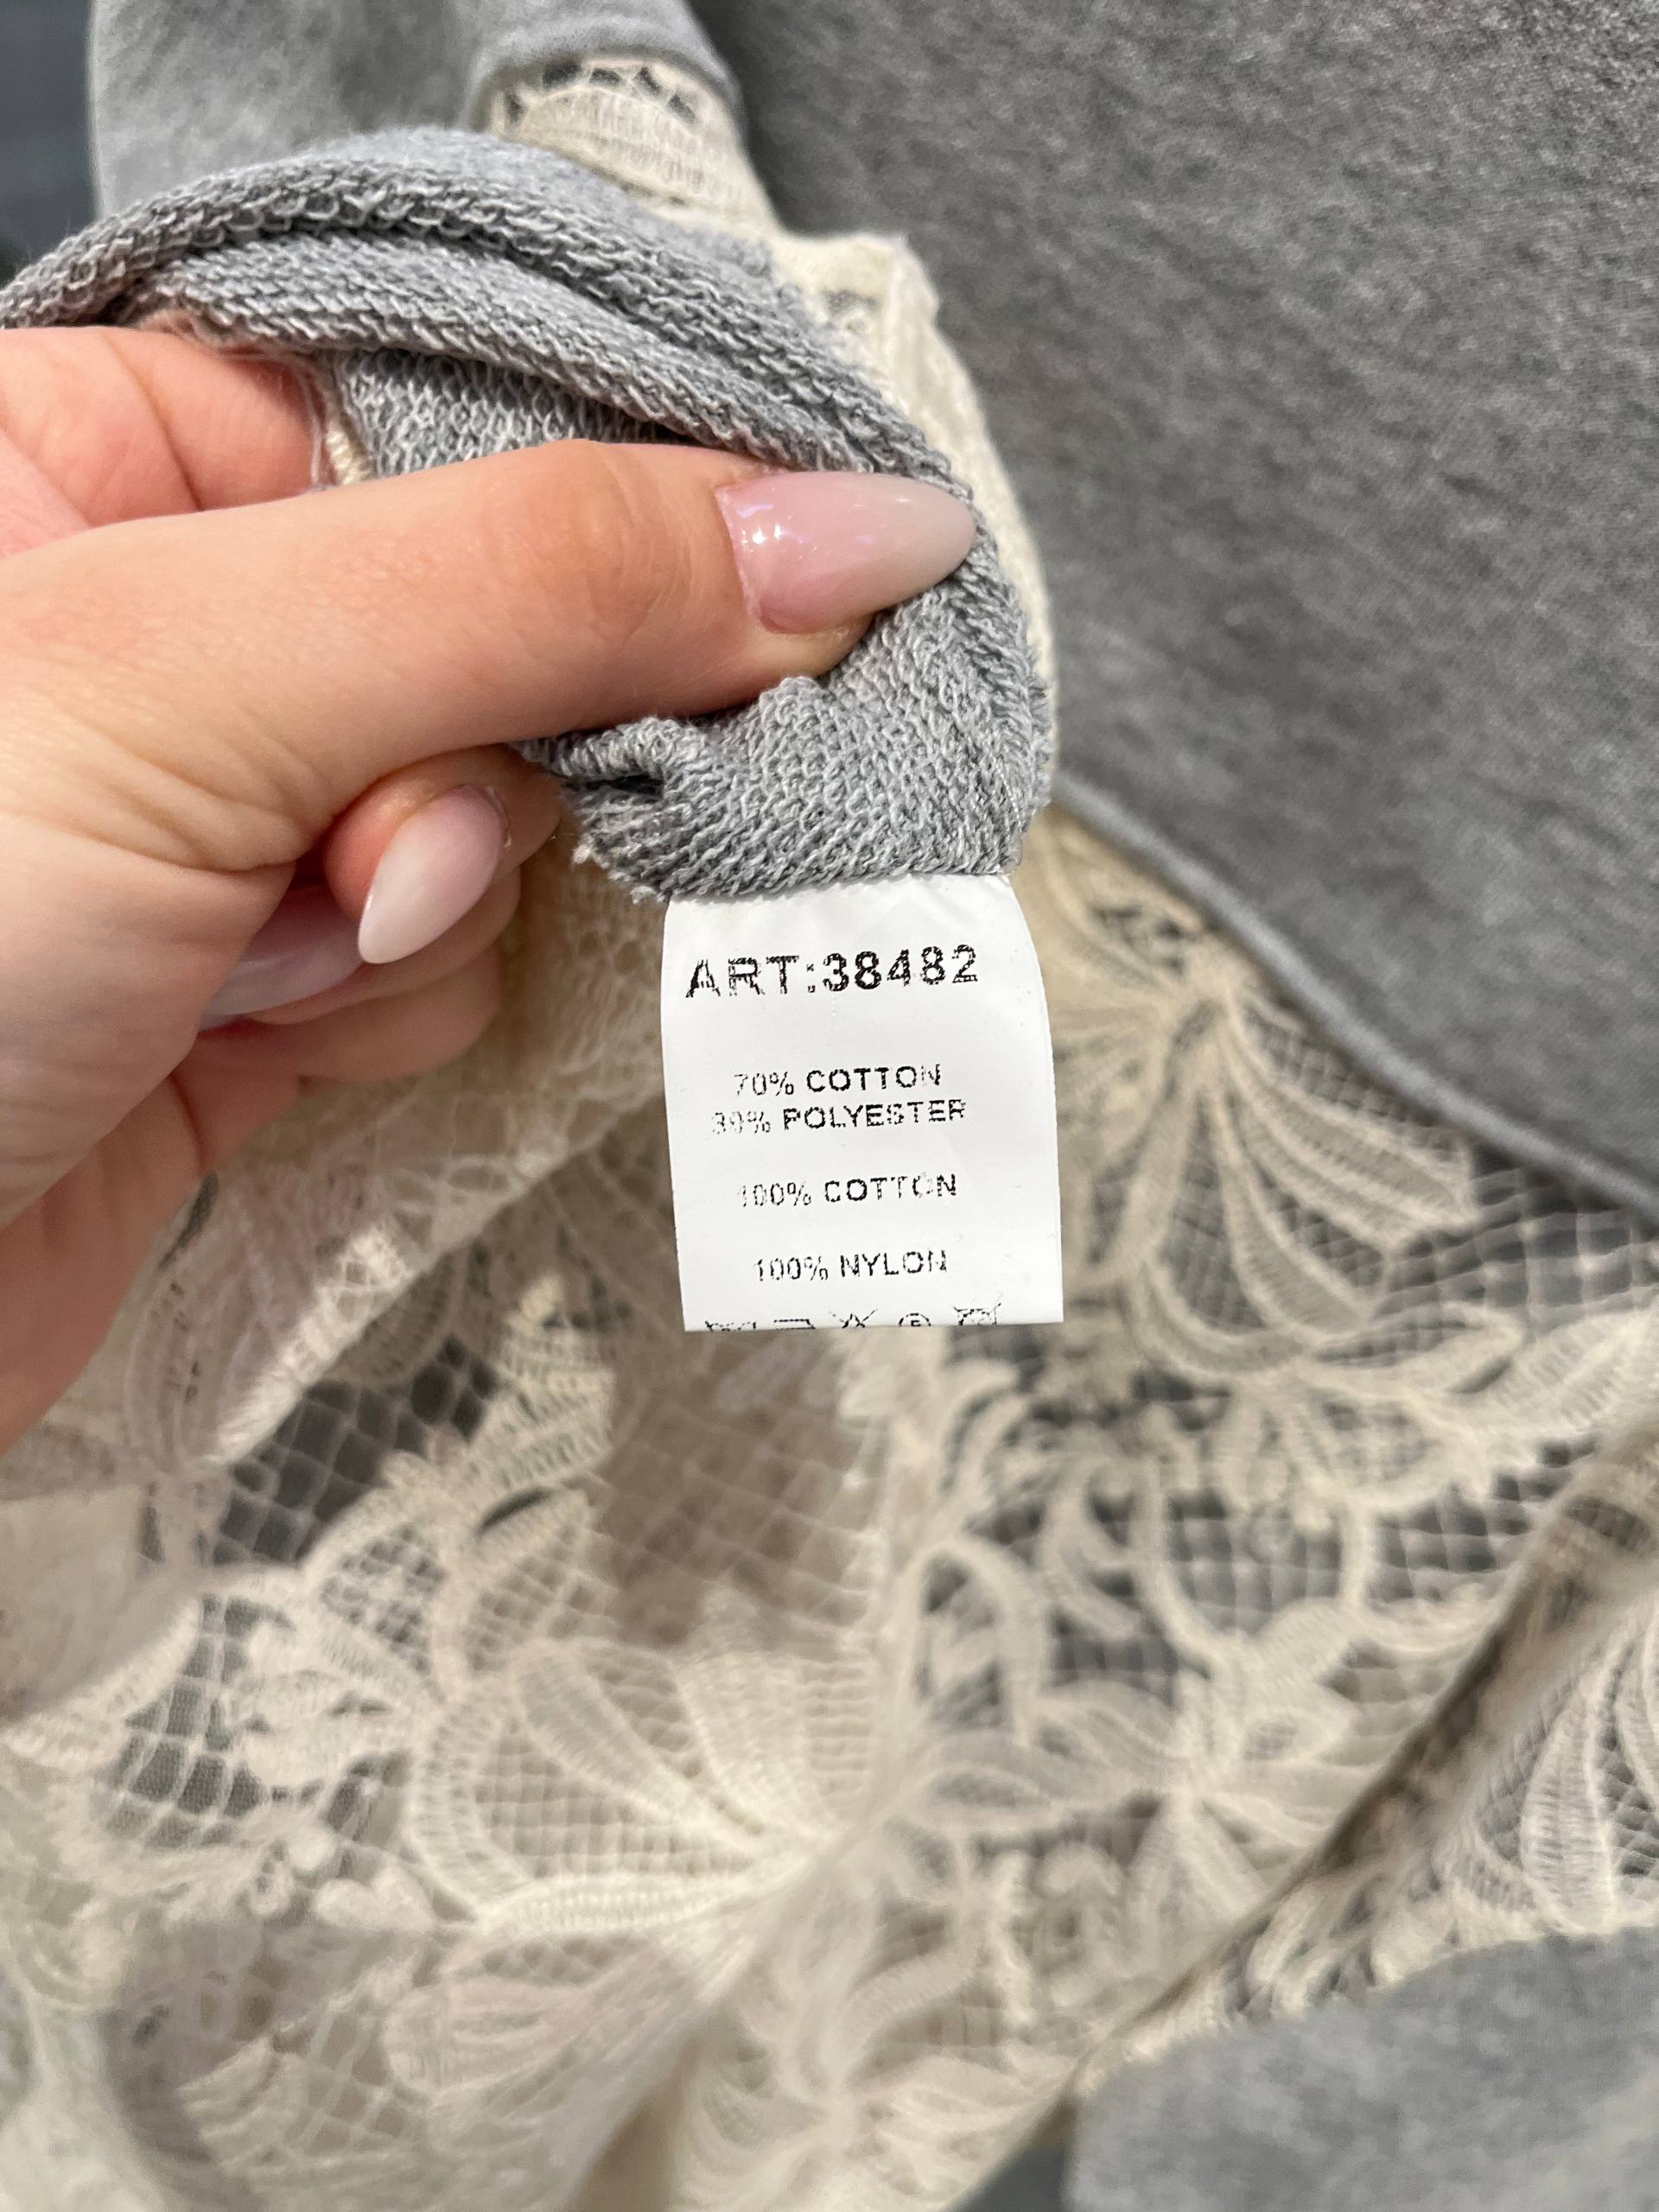 ART:38482
70% COTTON
30% POLYESTER
100% COTTON
100% NYLON